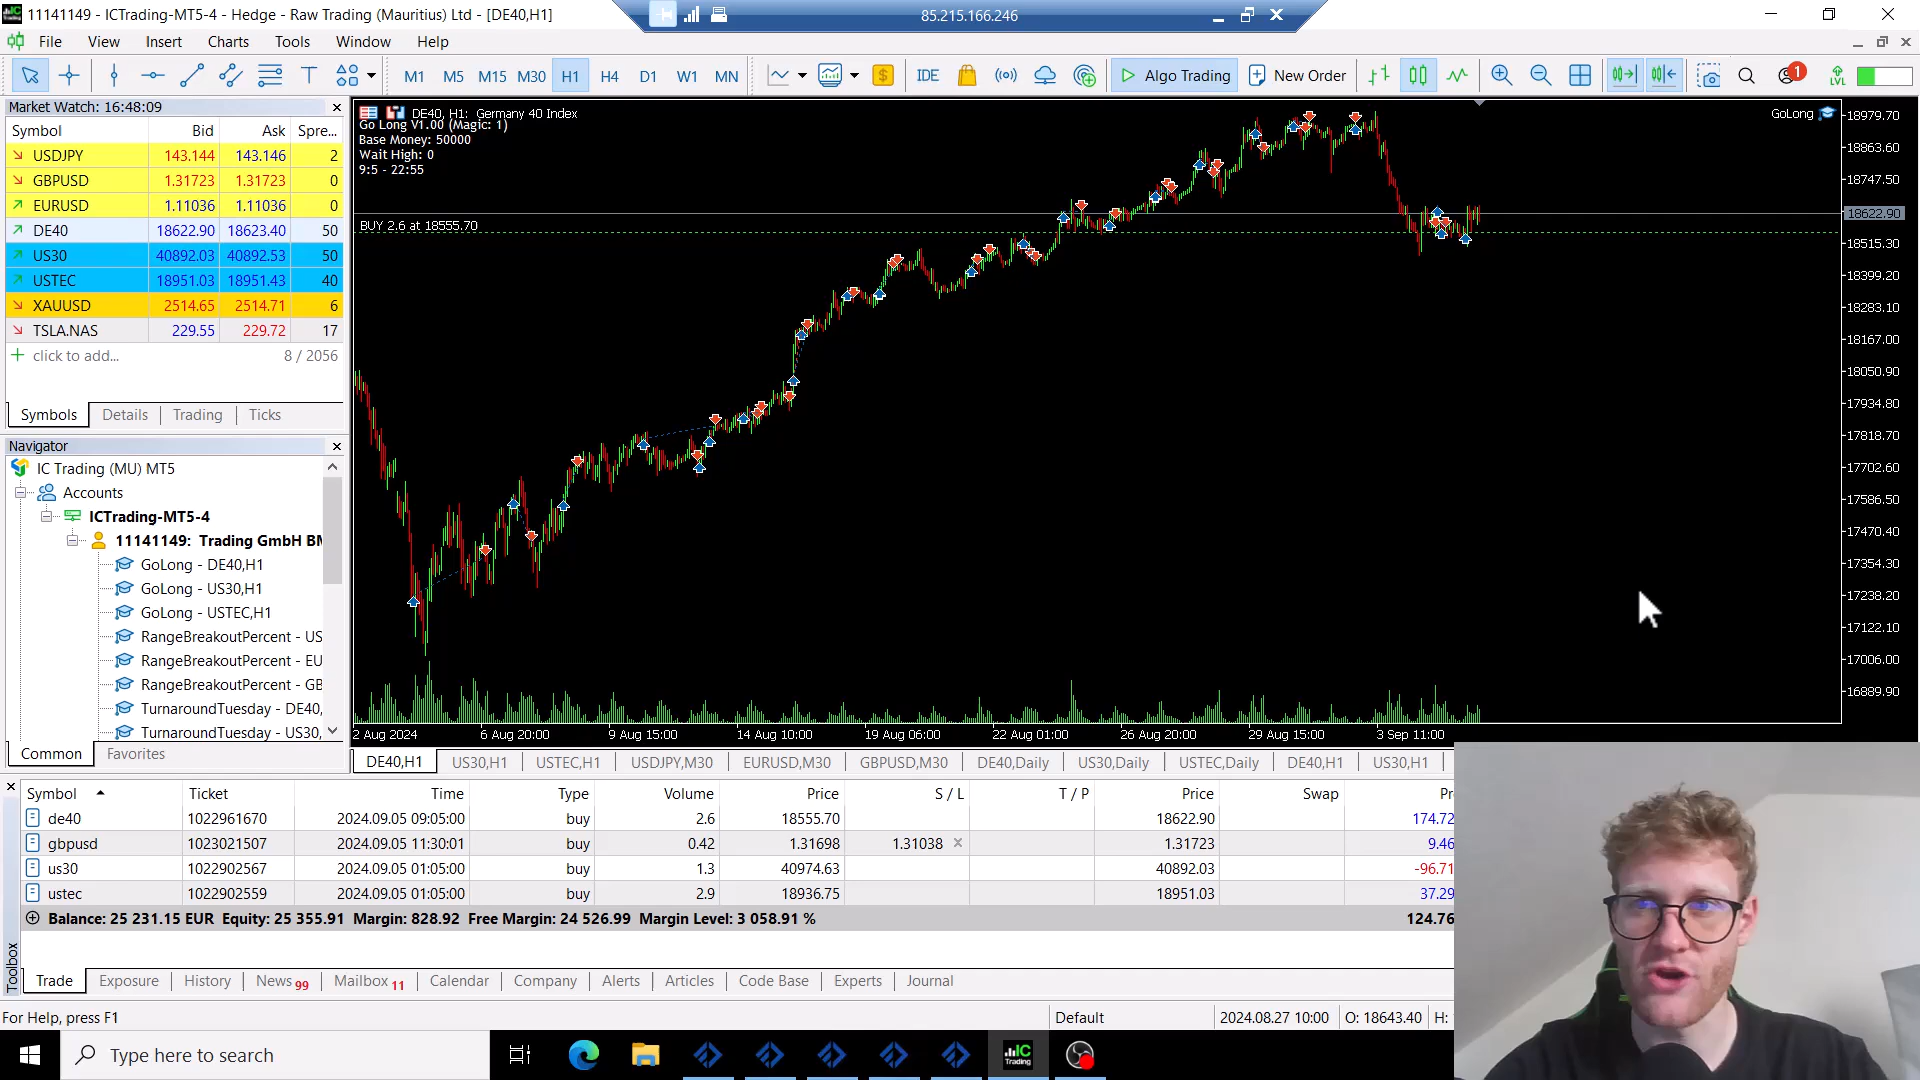 11141149 - ICTrading-MT5-4 - Hedge - Raw Trading (Mauritius) Ltd - [DE40,H1]
85.215.166.246
File View Insert Charts Tools Window Help
M1 M5 M15 M30 H1 H4 D1 W1 MN IDE Algo Trading New Order 1 LVL
Market Watch: 16:48:09
Symbol Bid Ask Spre...
USDJPY 143.144 143.146 2
GBPUSD 1.31723 1.31723 0
EURUSD 1.11036 1.11036 0
DE40 18622.90 18623.40 50
US30 40892.03 40892.53 50
USTEC 18951.03 18951.43 40
XAUUSD 2514.65 2514.71 6
TSLA.NAS 229.55 229.72 17
click to add... 8 / 2056
Symbols Details Trading Ticks
Navigator
IC Trading (MU) MT5
Accounts
ICTrading-MT5-4
11141149: Trading GmbH
GoLong - DE40,H1
GoLong - US30,H1
GoLong - USTEC,H1
RangeBreakoutPercent - US
RangeBreakoutPercent - EU
RangeBreakoutPercent - GB
TurnaroundTuesday - DE40,
TurnaroundTuesday - US30,
Common Favorites
DE40, H1: Germany 40 Index
Go Long V1.00 (Magic: 1)
Base Money: 50000
Wait High: 0
9:5 - 22:55
BUY 2.6 at 18555.70
GoLong
18979.70
18863.60
18747.50
18622.90
18515.30
18399.20
18283.10
18167.00
18050.90
17934.80
17818.70
17702.60
17586.50
17470.40
17354.30
17238.20
17122.10
17006.00
16889.90
2 Aug 2024 6 Aug 20:00 9 Aug 15:00 14 Aug 10:00 19 Aug 06:00 22 Aug 01:00 26 Aug 20:00 29 Aug 15:00 3 Sep 11:00
DE40,H1 US30,H1 USTEC,H1 USDJPY,M30 EURUSD,M30 GBPUSD,M30 DE40,Daily US30,Daily USTEC,Daily DE40,H1 US30,H1
Symbol Ticket Time Type Volume Price S / L T / P Price Swap Pr
de40 1022961670 2024.09.05 09:05:00 buy 2.6 18555.70 18622.90 174.72
gbpusd 1023021507 2024.09.05 11:30:01 buy 0.42 1.31698 1.31038 1.31723 9.46
us30 1022902567 2024.09.05 01:05:00 buy 1.3 40974.63 40892.03 -96.71
ustec 1022902559 2024.09.05 01:05:00 buy 2.9 18936.75 18951.03 37.29
Balance: 25 231.15 EUR Equity: 25 355.91 Margin: 828.92 Free Margin: 24 526.99 Margin Level: 3 058.91 % 124.76
Toolbox
Trade Exposure History News 99 Mailbox 11 Calendar Company Alerts Articles Code Base Experts Journal
For Help, press F1 Default 2024.08.27 10:00 O: 18643.40 H:
Type here to search
IC Trading